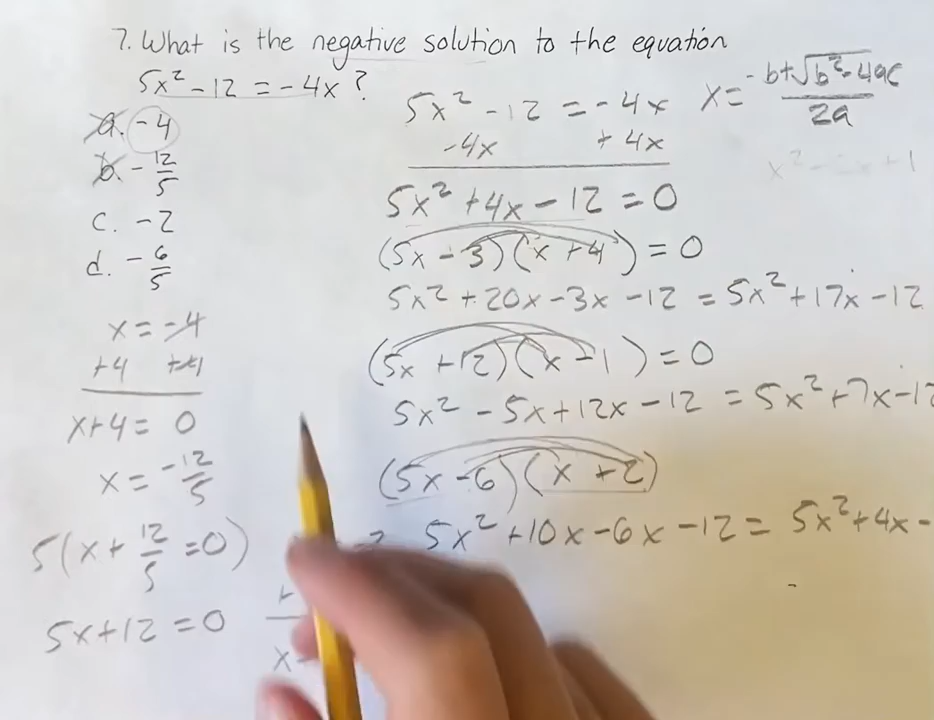 7. What is the negative solution to the equation
5x² - 12 = -4x ?
a. -4
b. -12/5
c. -2
d. -6/5
x = -4
+4 +4
x+4 = 0
x = -12/5
5(x + 12/5 = 0)
5x+12 = 0
5x² - 12 = -4x
-4x + 4x
5x² + 4x - 12 = 0
(5x - 3)(x + 4) = 0
5x² + 20x - 3x - 12 = 5x² + 17x - 12
(5x + 12)(x - 1) = 0
5x² - 5x + 12x - 12 = 5x² + 7x - 12
(5x - 6)(x + 2)
5x² + 10x - 6x - 12 = 5x² + 4x -
x = -b+√b²-4ac/2a